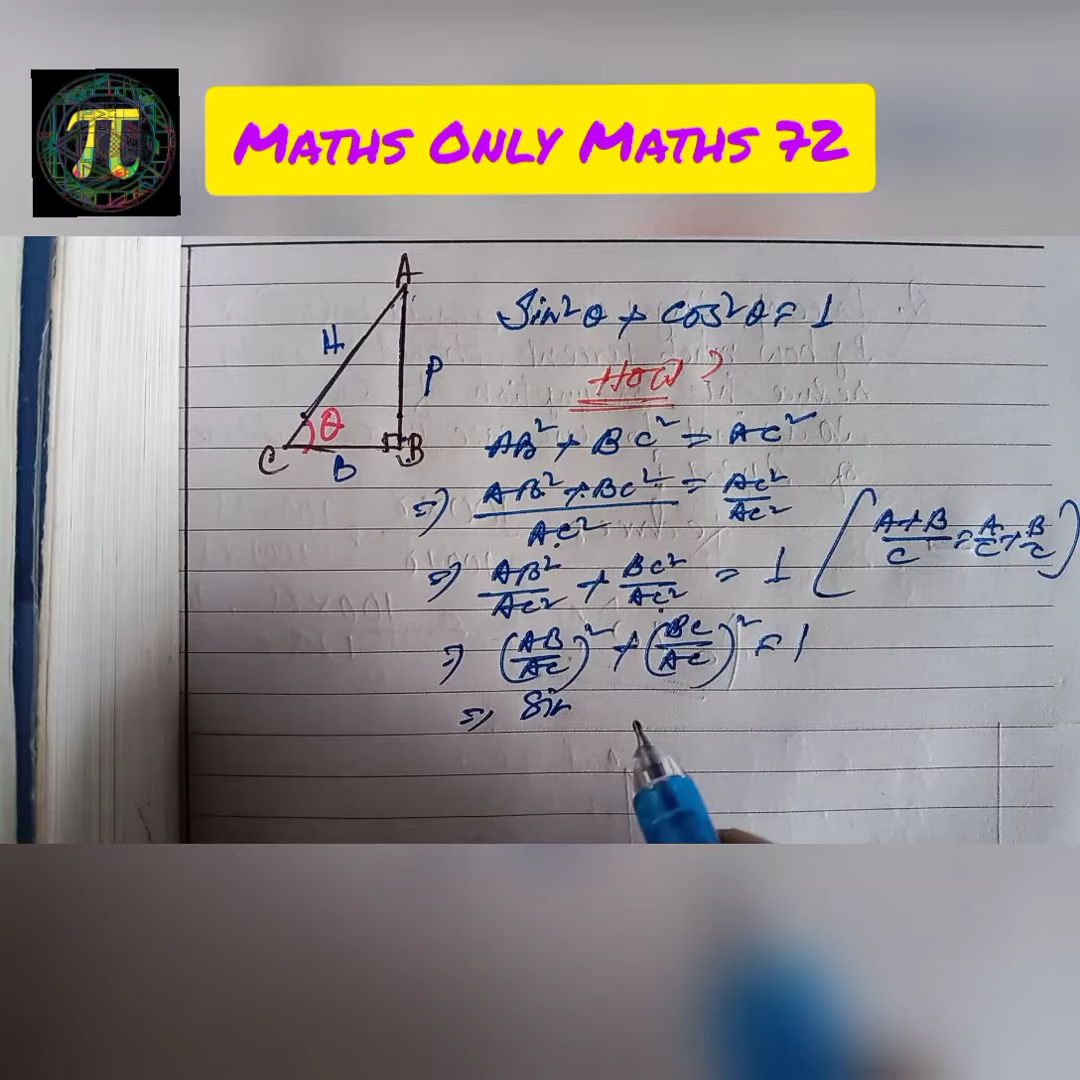 π
MATHS ONLY MATHS 72
A
H
P
θ
C
B
B
Sin²θ + Cos²θ = 1
HOW ?
AB² + BC² = AC²
⇒) (AB² + BC²)/AC² = AC²/AC²
⇒) AB²/AC² + BC²/AC² = 1 [(A+B)/C = A/C + B/C)
⇒) (AB/AC)² + (BC/AC)² = 1
⇒) Sin